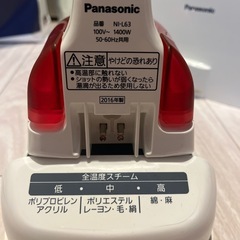 Panasonic
品番 NI-L63
100V~ 1400W
50-60Hz共用
注意 やけどの恐れあり
●高温部に触れない
●ショットの勢いが弱くなったら
湯滴が出るため使用しない
2016年製
全温度スチーム
低・中・高
ポリプロピレン
アクリル
ポリエステル
レーヨン・毛・絹
綿・麻